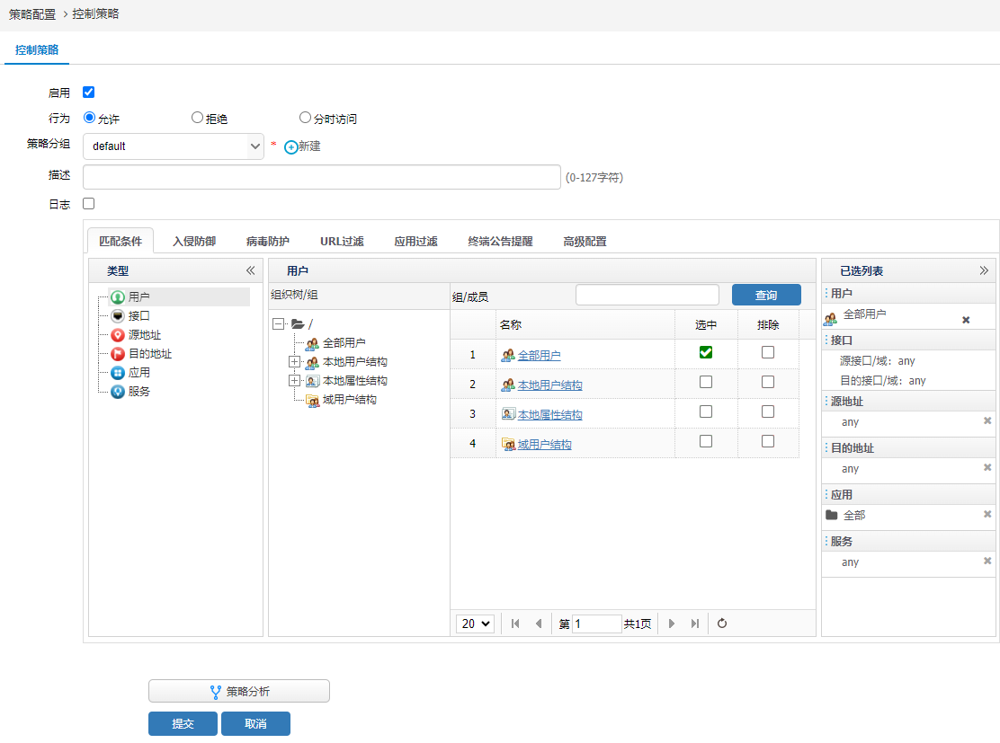 策略配置 > 控制策略
控制策略
启用
行为 允许 拒绝 分时访问
策略分组 default * 新建
描述 (0-127字符)
日志
匹配条件 入侵防御 病毒防护 URL过滤 应用过滤 终端公告提醒 高级配置
类型
用户
接口
源地址
目的地址
应用
服务
用户
组织树/组
/
全部用户
本地用户结构
本地属性结构
域用户结构
组/成员 查询
名称 选中 排除
1 全部用户
2 本地用户结构
3 本地属性结构
4 域用户结构
20 第 1 共1页
已选列表
用户
全部用户
接口
源接口/域：any
目的接口/域：any
源地址
any
目的地址
any
应用
全部
服务
any
策略分析
提交 取消